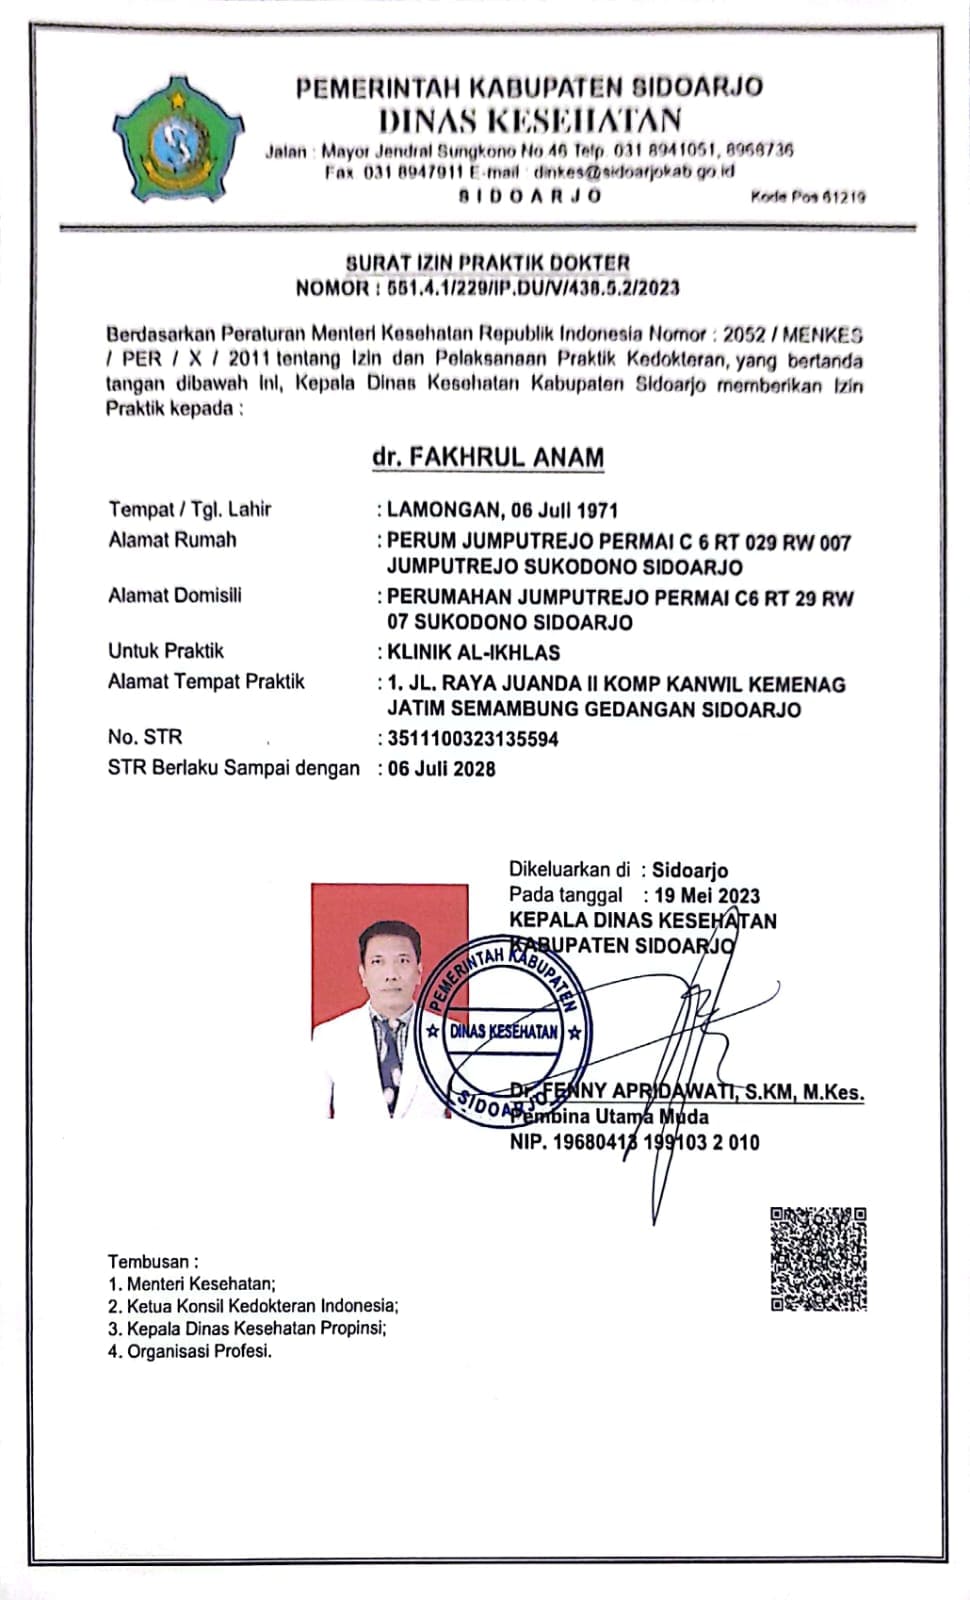 PEMERINTAH KABUPATEN SIDOARJO
DINAS KESEHATAN
Jalan : Mayor Jendral Sungkono No 46 Telp. 031 8941051, 8968736
Fax 031 8947911 E-mail : dinkes@sidoarjokab.go.id
SIDOARJO
Kode Pos 61219
SURAT IZIN PRAKTIK DOKTER
NOMOR : 551.4.1/229/IP.DU/V/438.5.2/2023
Berdasarkan Peraturan Menteri Kesehatan Republik Indonesia Nomor : 2052 / MENKES
/ PER / X / 2011 tentang Izin dan Pelaksanaan Praktik Kedokteran, yang bertanda
tangan dibawah Ini, Kepala Dinas Kesehatan Kabupaten Sidoarjo memberikan Izin
Praktik kepada :
dr. FAKHRUL ANAM
Tempat / Tgl. Lahir : LAMONGAN, 06 Juli 1971
Alamat Rumah : PERUM JUMPUTREJO PERMAI C 6 RT 029 RW 007
JUMPUTREJO SUKODONO SIDOARJO
Alamat Domisili : PERUMAHAN JUMPUTREJO PERMAI C6 RT 29 RW
07 SUKODONO SIDOARJO
Untuk Praktik : KLINIK AL-IKHLAS
Alamat Tempat Praktik : 1. JL. RAYA JUANDA II KOMP KANWIL KEMENAG
JATIM SEMAMBUNG GEDANGAN SIDOARJO
No. STR : 3511100323135594
STR Berlaku Sampai dengan : 06 Juli 2028
Dikeluarkan di : Sidoarjo
Pada tanggal : 19 Mei 2023
KEPALA DINAS KESEHATAN
KABUPATEN SIDOARJO
PEMERINTAH KABUPATEN
DINAS KESEHATAN
SIDOARJO
Dr. FENNY APRIDAWATI, S.KM, M.Kes.
Pembina Utama Muda
NIP. 19680413 199103 2 010
Tembusan :
1. Menteri Kesehatan;
2. Ketua Konsil Kedokteran Indonesia;
3. Kepala Dinas Kesehatan Propinsi;
4. Organisasi Profesi.